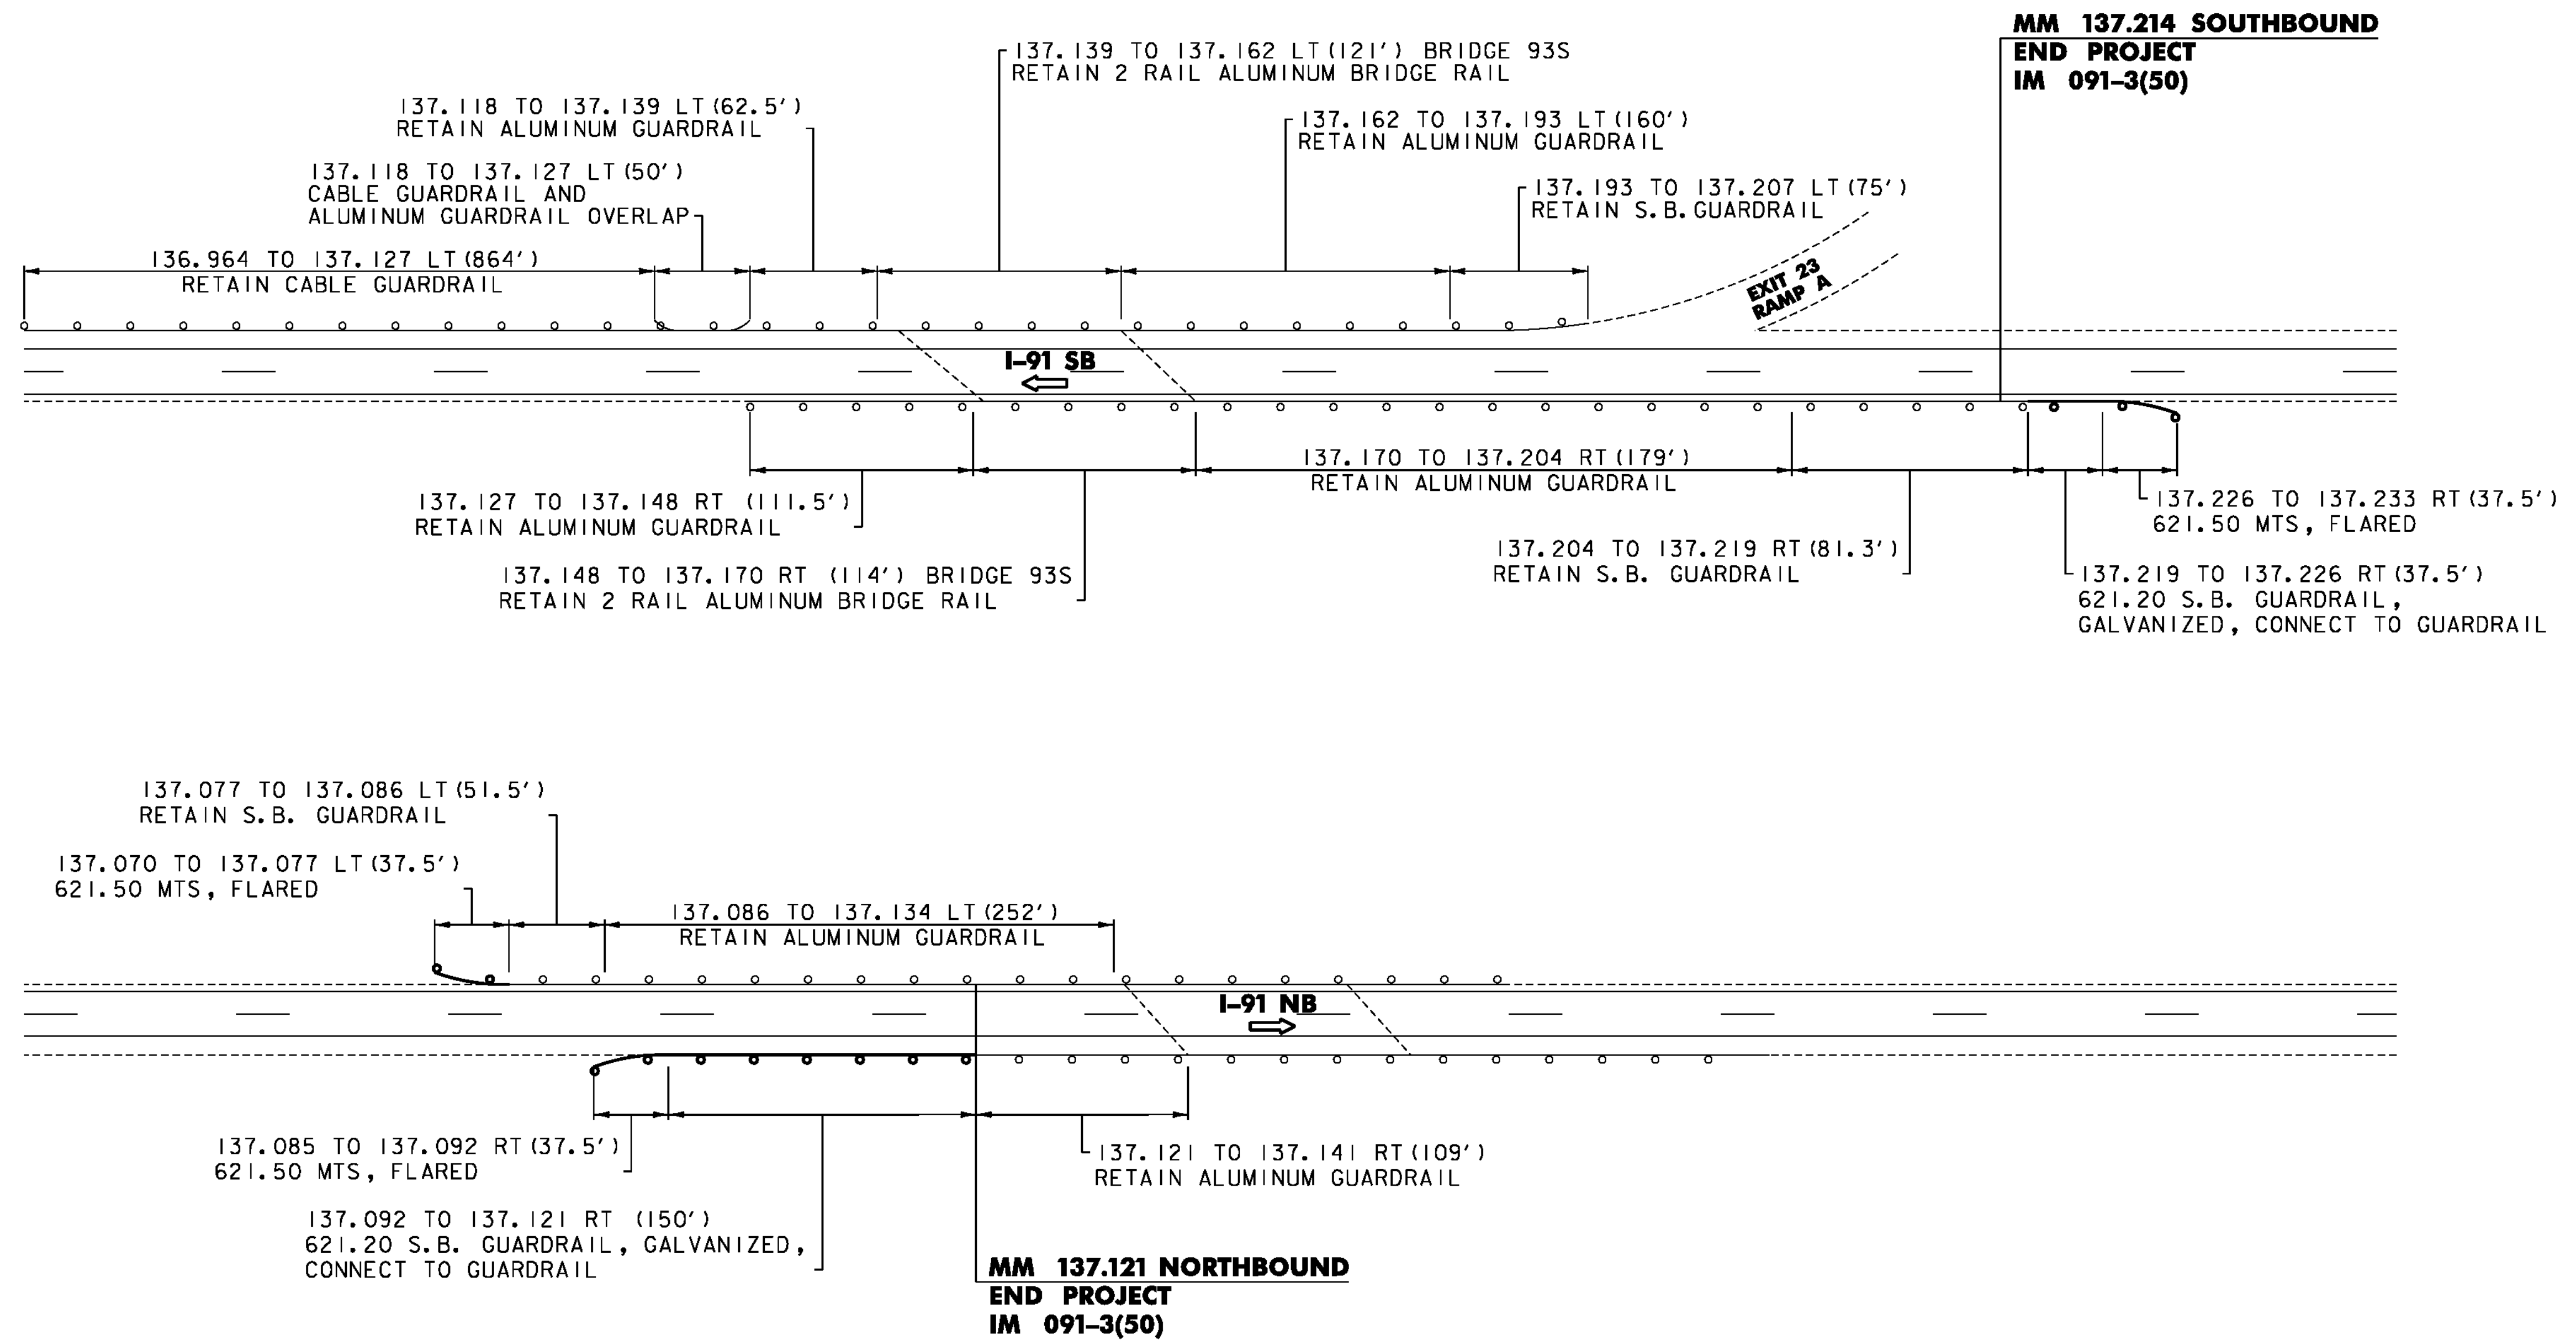 MM 137.214 SOUTHBOUND
END PROJECT
IM 091-3(50)
137.139 TO 137.162 LT (121') BRIDGE 93S
RETAIN 2 RAIL ALUMINUM BRIDGE RAIL
137.118 TO 137.139 LT (62.5')
RETAIN ALUMINUM GUARDRAIL
137.162 TO 137.193 LT (160')
RETAIN ALUMINUM GUARDRAIL
137.118 TO 137.127 LT (50')
CABLE GUARDRAIL AND
ALUMINUM GUARDRAIL OVERLAP
137.193 TO 137.207 LT (75')
RETAIN S.B. GUARDRAIL
136.964 TO 137.127 LT (864')
RETAIN CABLE GUARDRAIL
EXIT 23
RAMP A
I-91 SB
137.170 TO 137.204 RT (179')
RETAIN ALUMINUM GUARDRAIL
137.127 TO 137.148 RT (111.5')
RETAIN ALUMINUM GUARDRAIL
137.226 TO 137.233 RT (37.5')
621.50 MTS, FLARED
137.204 TO 137.219 RT (81.3')
RETAIN S.B. GUARDRAIL
137.148 TO 137.170 RT (114') BRIDGE 93S
RETAIN 2 RAIL ALUMINUM BRIDGE RAIL
137.219 TO 137.226 RT (37.5')
621.20 S.B. GUARDRAIL,
GALVANIZED, CONNECT TO GUARDRAIL
137.077 TO 137.086 LT (51.5')
RETAIN S.B. GUARDRAIL
137.070 TO 137.077 LT (37.5')
621.50 MTS, FLARED
137.086 TO 137.134 LT (252')
RETAIN ALUMINUM GUARDRAIL
I-91 NB
137.085 TO 137.092 RT (37.5')
621.50 MTS, FLARED
137.121 TO 137.141 RT (109')
RETAIN ALUMINUM GUARDRAIL
137.092 TO 137.121 RT (150')
621.20 S.B. GUARDRAIL, GALVANIZED,
CONNECT TO GUARDRAIL
MM 137.121 NORTHBOUND
END PROJECT
IM 091-3(50)